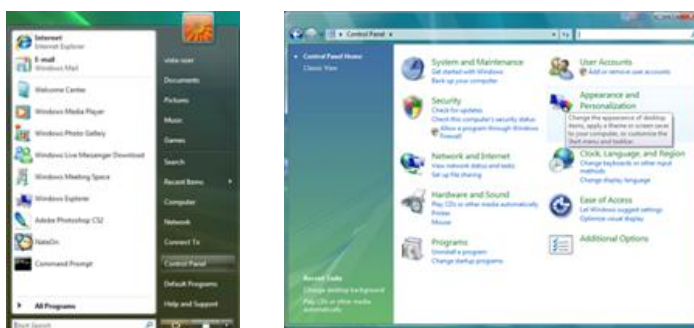 Internet
Internet Explorer
E-mail
Windows Mail
Welcome Center
Windows Media Player
Windows Photo Gallery
Windows Live Messenger Download
Windows Meeting Space
Windows Explorer
Adobe Photoshop CS2
NateOn
Command Prompt
All Programs
Start Search
vista user
Documents
Pictures
Music
Games
Search
Recent Items
Computer
Network
Connect To
Control Panel
Default Programs
Help and Support
Control Panel
Control Panel Home
Classic View
Recent Tasks
Change desktop background
Play CDs or other media
automatically
System and Maintenance
Get started with Windows
Back up your computer
Security
Check for updates
Check this computer's security status
Allow a program through Windows
Firewall
Network and Internet
View network status and tasks
Set up file sharing
Hardware and Sound
Play CDs or other media automatically
Printer
Mouse
Programs
Uninstall a program
Change startup programs
User Accounts
Add or remove user accounts
Appearance and
Personalization
Change the appearance of desktop
items, apply a theme or screen saver
to your computer, or customize the
Start menu and taskbar.
Clock, Language, and Region
Change keyboards or other input
methods
Change display language
Ease of Access
Let Windows suggest settings
Optimize visual display
Additional Options